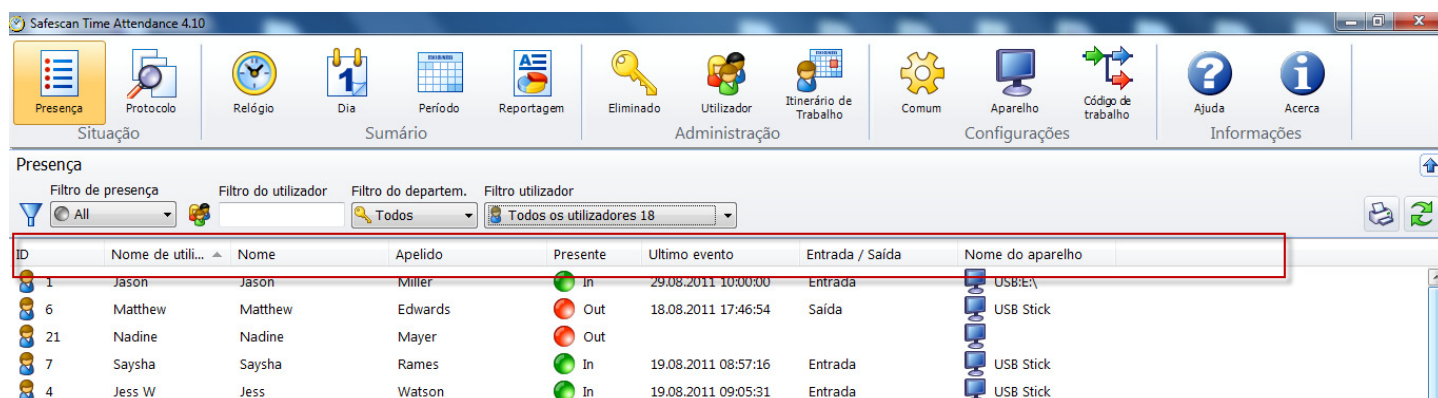 Safescan Time Attendance 4.10
Presença Protocolo Relógio Dia Período Reportagem Eliminado Utilizador Itinerário de Trabalho Comum Aparelho Código de trabalho Ajuda Acerca
Situação Sumário Administração Configurações Informações
Presença
Filtro de presença Filtro do utilizador Filtro do departem. Filtro utilizador
All Todos Todos os utilizadores 18
ID Nome de utili... Nome Apelido Presente Ultimo evento Entrada / Saída Nome do aparelho
1 Jason Jason Miller In 29.08.2011 10:00:00 Entrada USB:E:\
6 Matthew Matthew Edwards Out 18.08.2011 17:46:54 Saída USB Stick
21 Nadine Nadine Mayer Out
7 Saysha Saysha Rames In 19.08.2011 08:57:16 Entrada USB Stick
4 Jess W Jess Watson In 19.08.2011 09:05:31 Entrada USB Stick